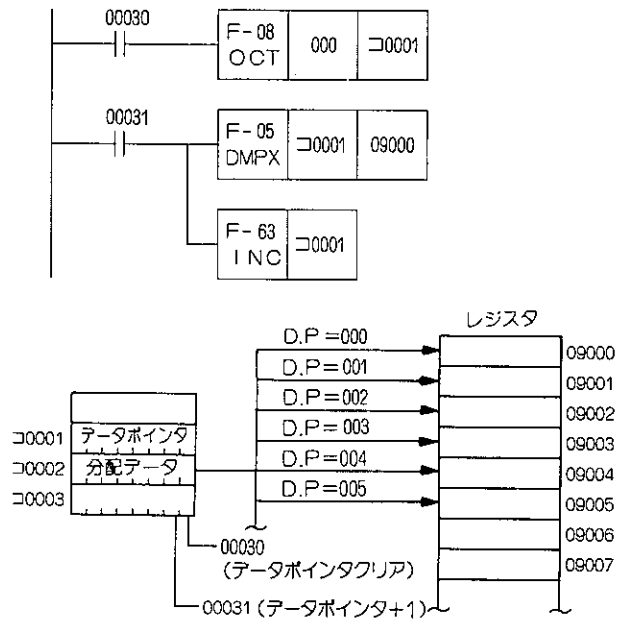 00030
F-08
OCT
000
コ0001
00031
F-05
DMPX
コ0001
09000
F-63
INC
コ0001
レジスタ
D.P=000
D.P=001
D.P=002
D.P=003
D.P=004
D.P=005
09000
09001
09002
09003
09004
09005
09006
09007
コ0001
データポインタ
コ0002
分配データ
コ0003
00030
(データポインタクリア)
00031(データポインタ+1)